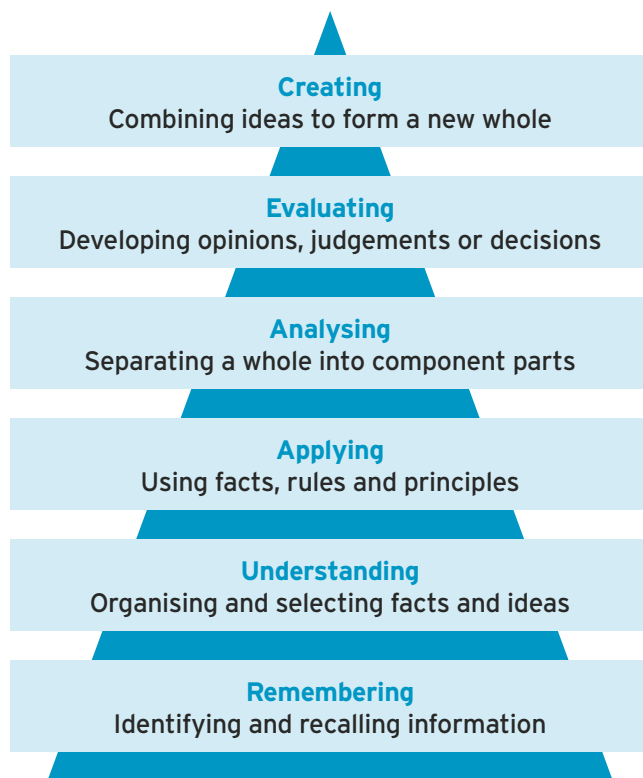 Creating
Combining ideas to form a new whole
Evaluating
Developing opinions, judgements or decisions
Analysing
Separating a whole into component parts
Applying
Using facts, rules and principles
Understanding
Organising and selecting facts and ideas
Remembering
Identifying and recalling information